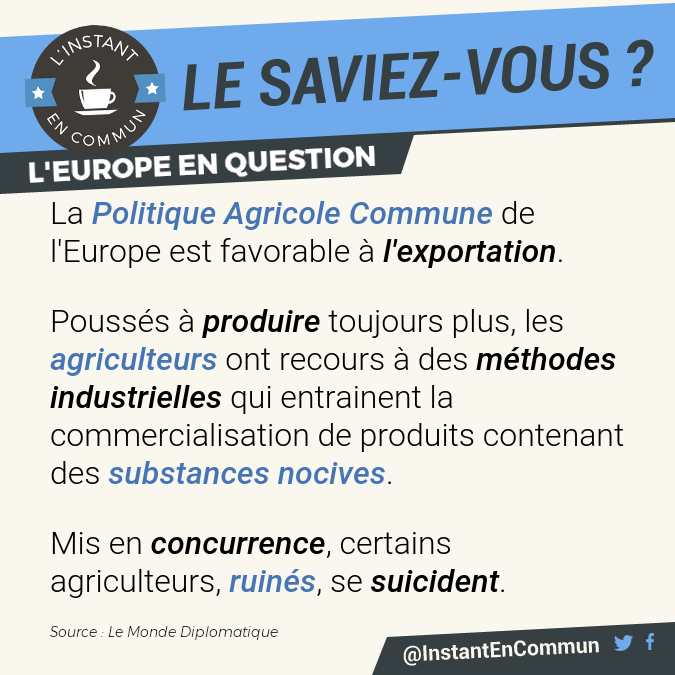 L'INSTANT
EN COMMUN
LE SAVIEZ-VOUS ?
L'EUROPE EN QUESTION
La Politique Agricole Commune de
l'Europe est favorable à l'exportation.
Poussés à produire toujours plus, les
agriculteurs ont recours à des méthodes
industrielles qui entrainent la
commercialisation de produits contenant
des substances nocives.
Mis en concurrence, certains
agriculteurs, ruinés, se suicident.
Source : Le Monde Diplomatique
@InstantEnCommun